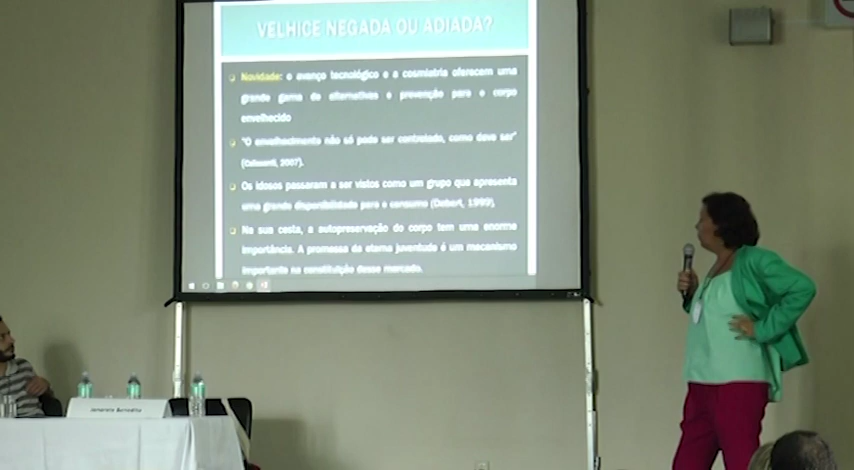 VELHICE NEGADA OU ADIADA?
Novidade: o avanço tecnológico e a cosmiatria oferecem uma
grande gama de alternativas e prevenção para o corpo
envelhecido
"O envelhecimento não só pode ser controlado, como deve ser"
2007).
Os idosos passaram a ser vistos como um grupo que apresenta
uma grande disponibilidade para o consumo (Debert, 1999),
Na sua cesta, a autopreservação do corpo tem uma enorme
importância. A promessa da eterna juventude é um mecanismo
importante na constituição desse mercado.
Benedito